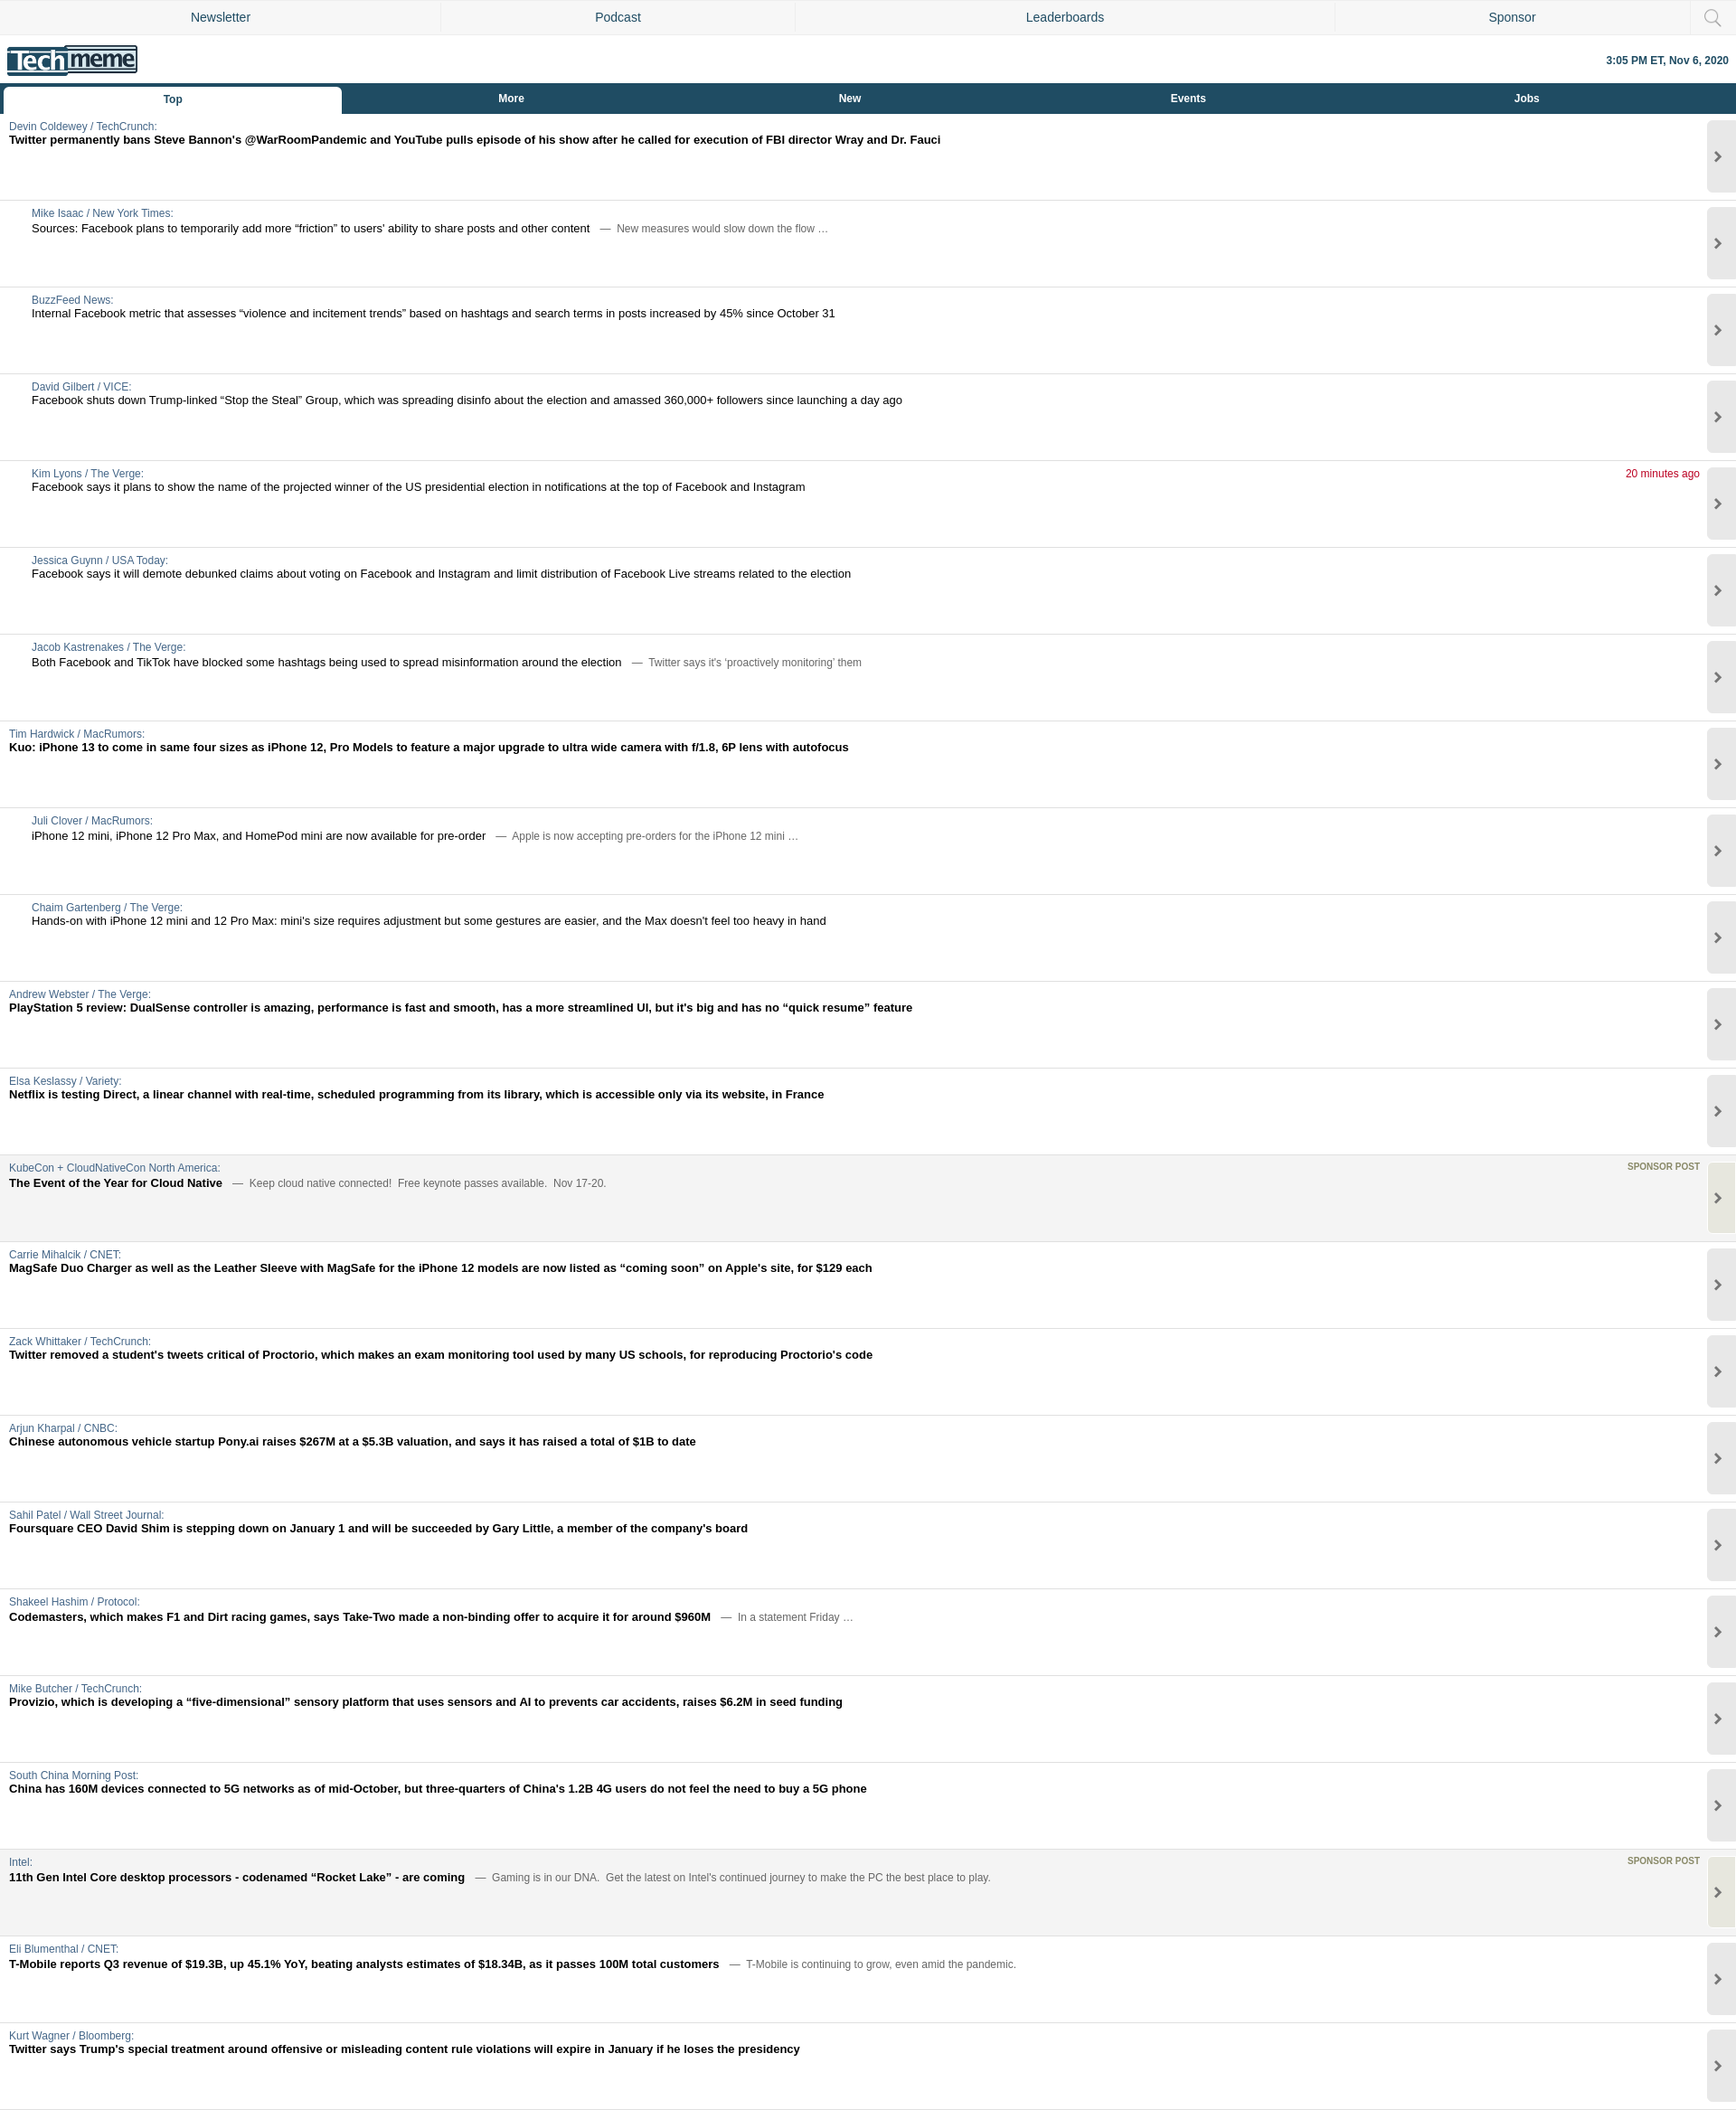 Newsletter
Podcast
Leaderboards
Sponsor
Techmeme
3:05 PM ET, Nov 6, 2020
Top
More
New
Events
Jobs
Devin Coldewey / TechCrunch:
Twitter permanently bans Steve Bannon's @WarRoomPandemic and YouTube pulls episode of his show after he called for execution of FBI director Wray and Dr. Fauci
Mike Isaac / New York Times:
Sources: Facebook plans to temporarily add more “friction” to users' ability to share posts and other content — New measures would slow down the flow …
BuzzFeed News:
Internal Facebook metric that assesses “violence and incitement trends” based on hashtags and search terms in posts increased by 45% since October 31
David Gilbert / VICE:
Facebook shuts down Trump-linked “Stop the Steal” Group, which was spreading disinfo about the election and amassed 360,000+ followers since launching a day ago
Kim Lyons / The Verge:
20 minutes ago
Facebook says it plans to show the name of the projected winner of the US presidential election in notifications at the top of Facebook and Instagram
Jessica Guynn / USA Today:
Facebook says it will demote debunked claims about voting on Facebook and Instagram and limit distribution of Facebook Live streams related to the election
Jacob Kastrenakes / The Verge:
Both Facebook and TikTok have blocked some hashtags being used to spread misinformation around the election — Twitter says it's ‘proactively monitoring’ them
Tim Hardwick / MacRumors:
Kuo: iPhone 13 to come in same four sizes as iPhone 12, Pro Models to feature a major upgrade to ultra wide camera with f/1.8, 6P lens with autofocus
Juli Clover / MacRumors:
iPhone 12 mini, iPhone 12 Pro Max, and HomePod mini are now available for pre-order — Apple is now accepting pre-orders for the iPhone 12 mini …
Chaim Gartenberg / The Verge:
Hands-on with iPhone 12 mini and 12 Pro Max: mini's size requires adjustment but some gestures are easier, and the Max doesn't feel too heavy in hand
Andrew Webster / The Verge:
PlayStation 5 review: DualSense controller is amazing, performance is fast and smooth, has a more streamlined UI, but it's big and has no “quick resume” feature
Elsa Keslassy / Variety:
Netflix is testing Direct, a linear channel with real-time, scheduled programming from its library, which is accessible only via its website, in France
KubeCon + CloudNativeCon North America:
SPONSOR POST
The Event of the Year for Cloud Native — Keep cloud native connected! Free keynote passes available. Nov 17-20.
Carrie Mihalcik / CNET:
MagSafe Duo Charger as well as the Leather Sleeve with MagSafe for the iPhone 12 models are now listed as “coming soon” on Apple's site, for $129 each
Zack Whittaker / TechCrunch:
Twitter removed a student's tweets critical of Proctorio, which makes an exam monitoring tool used by many US schools, for reproducing Proctorio's code
Arjun Kharpal / CNBC:
Chinese autonomous vehicle startup Pony.ai raises $267M at a $5.3B valuation, and says it has raised a total of $1B to date
Sahil Patel / Wall Street Journal:
Foursquare CEO David Shim is stepping down on January 1 and will be succeeded by Gary Little, a member of the company's board
Shakeel Hashim / Protocol:
Codemasters, which makes F1 and Dirt racing games, says Take-Two made a non-binding offer to acquire it for around $960M — In a statement Friday …
Mike Butcher / TechCrunch:
Provizio, which is developing a “five-dimensional” sensory platform that uses sensors and AI to prevents car accidents, raises $6.2M in seed funding
South China Morning Post:
China has 160M devices connected to 5G networks as of mid-October, but three-quarters of China's 1.2B 4G users do not feel the need to buy a 5G phone
Intel:
SPONSOR POST
11th Gen Intel Core desktop processors - codenamed “Rocket Lake” - are coming — Gaming is in our DNA. Get the latest on Intel's continued journey to make the PC the best place to play.
Eli Blumenthal / CNET:
T-Mobile reports Q3 revenue of $19.3B, up 45.1% YoY, beating analysts estimates of $18.34B, as it passes 100M total customers — T-Mobile is continuing to grow, even amid the pandemic.
Kurt Wagner / Bloomberg:
Twitter says Trump's special treatment around offensive or misleading content rule violations will expire in January if he loses the presidency